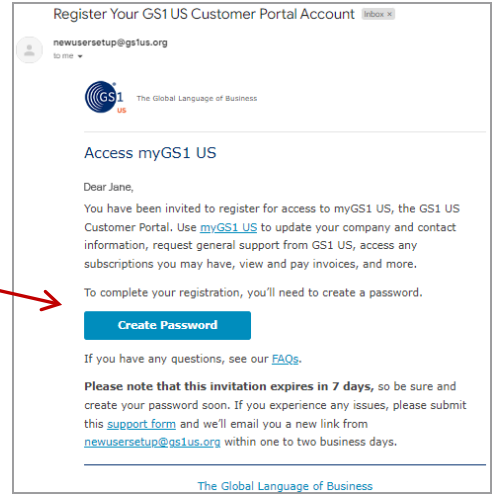 Register Your GS1 US Customer Portal Account Inbox ×
newusersetup@gs1us.org
to me
GS1 The Global Language of Business
US
Access myGS1 US
Dear Jane,
You have been invited to register for access to myGS1 US, the GS1 US
Customer Portal. Use myGS1 US to update your company and contact
information, request general support from GS1 US, access any
subscriptions you may have, view and pay invoices, and more.
To complete your registration, you'll need to create a password.
Create Password
If you have any questions, see our FAQs.
Please note that this invitation expires in 7 days, so be sure and
create your password soon. If you experience any issues, please submit
this support form and we'll email you a new link from
newusersetup@gs1us.org within one to two business days.
The Global Language of Business